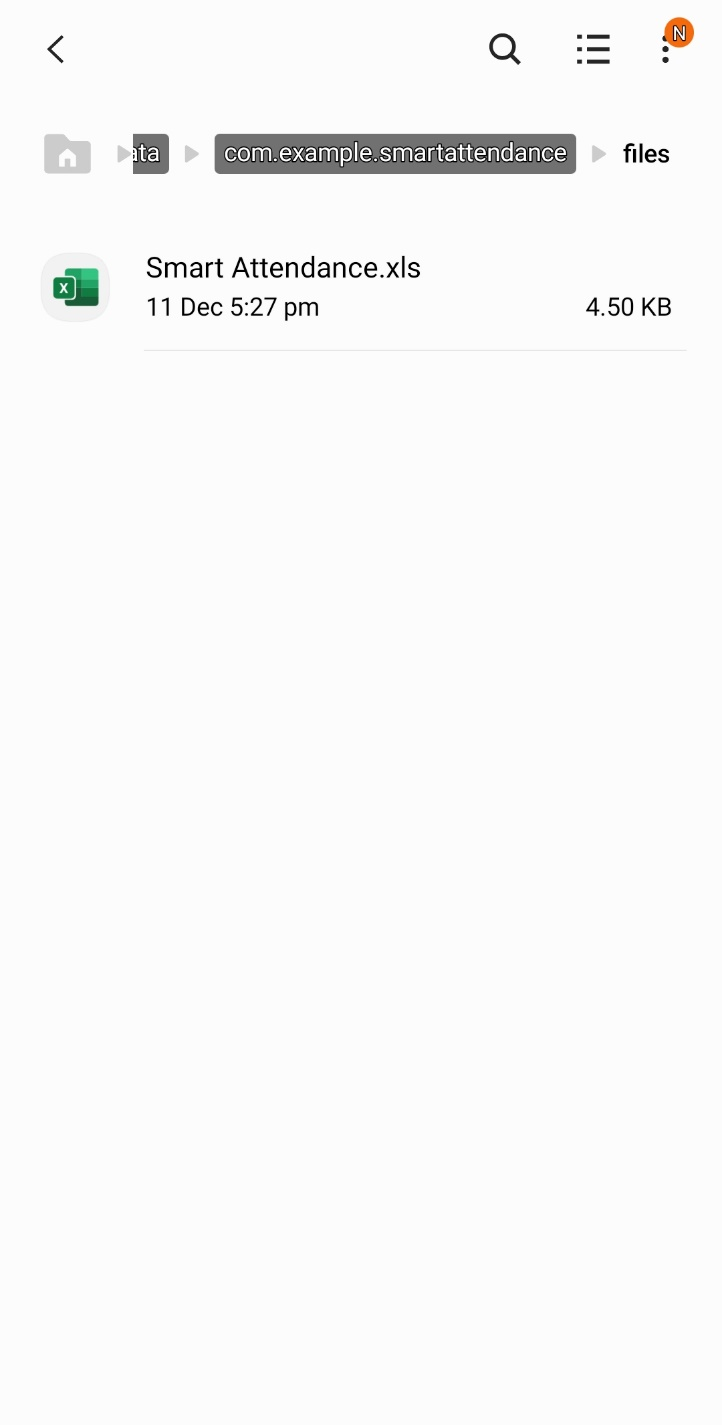 N
ata com.example.smartattendance files
Smart Attendance.xls
11 Dec 5:27 pm 4.50 KB
X